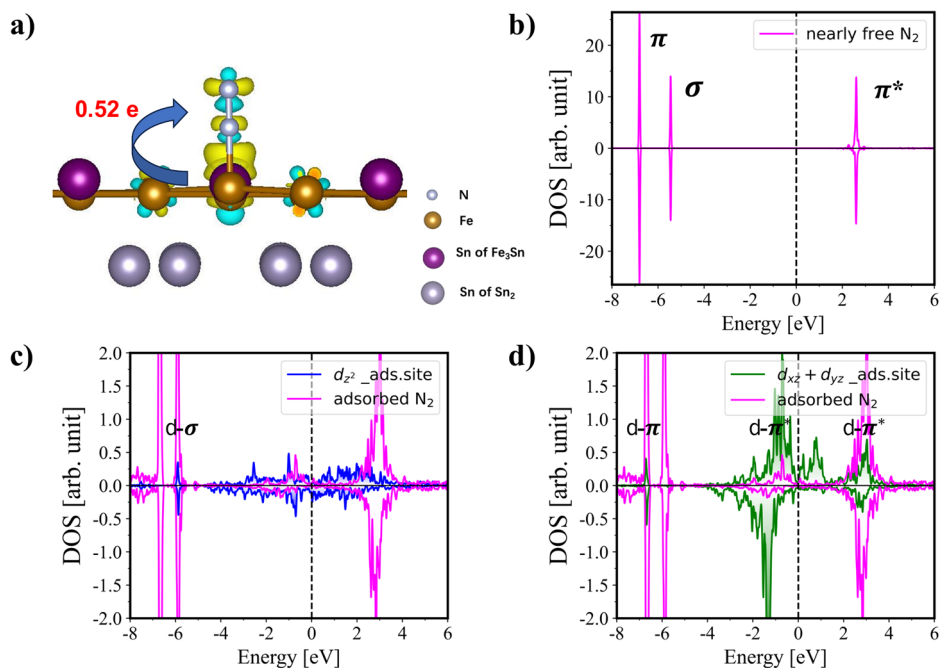 a)
0.52 e
N
Fe
Sn of Fe₃Sn
Sn of Sn₂
b)
nearly free N₂
π
σ
π*
DOS [arb. unit]
20
10
0
-10
-20
-8 -6 -4 -2 0 2 4 6
Energy [eV]
c)
d_z² _ads.site
adsorbed N₂
d-σ
DOS [arb. unit]
2.0
1.5
1.0
0.5
0.0
-0.5
-1.0
-1.5
-2.0
-8 -6 -4 -2 0 2 4 6
Energy [eV]
d)
d_xz + d_yz _ads.site
adsorbed N₂
d-π d-π* d-π*
DOS [arb. unit]
2.0
1.5
1.0
0.5
0.0
-0.5
-1.0
-1.5
-2.0
-8 -6 -4 -2 0 2 4 6
Energy [eV]